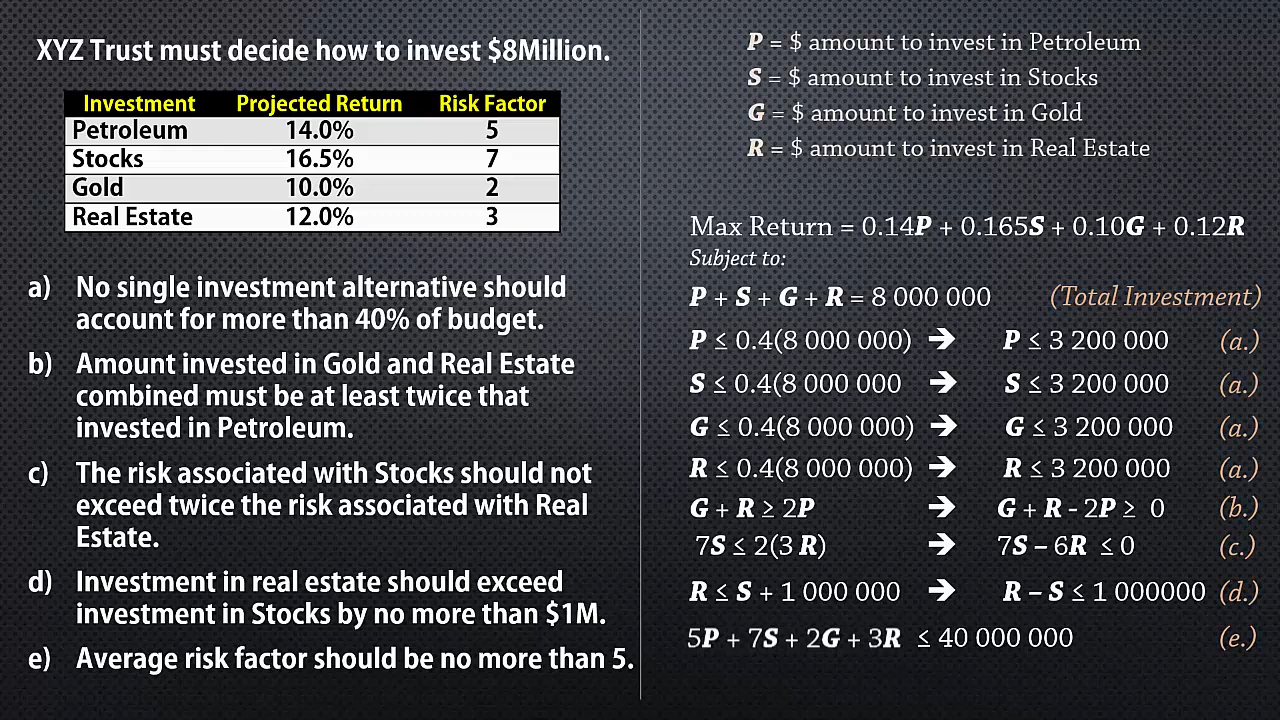 XYZ Trust must decide how to invest $8Million.
Investment Projected Return Risk Factor
Petroleum 14.0% 5
Stocks 16.5% 7
Gold 10.0% 2
Real Estate 12.0% 3
a) No single investment alternative should
account for more than 40% of budget.
b) Amount invested in Gold and Real Estate
combined must be at least twice that
invested in Petroleum.
c) The risk associated with Stocks should not
exceed twice the risk associated with Real
Estate.
d) Investment in real estate should exceed
investment in Stocks by no more than $1M.
e) Average risk factor should be no more than 5.
P = $ amount to invest in Petroleum
S = $ amount to invest in Stocks
G = $ amount to invest in Gold
R = $ amount to invest in Real Estate
Max Return = 0.14P + 0.165S + 0.10G + 0.12R
Subject to:
P + S + G + R = 8 000 000 (Total Investment)
P ≤ 0.4(8 000 000) ➔ P ≤ 3 200 000 (a.)
S ≤ 0.4(8 000 000 ➔ S ≤ 3 200 000 (a.)
G ≤ 0.4(8 000 000) ➔ G ≤ 3 200 000 (a.)
R ≤ 0.4(8 000 000) ➔ R ≤ 3 200 000 (a.)
G + R ≥ 2P ➔ G + R - 2P ≥ 0 (b.)
7S ≤ 2(3 R) ➔ 7S – 6R ≤ 0 (c.)
R ≤ S + 1 000 000 ➔ R – S ≤ 1 000000 (d.)
5P + 7S + 2G + 3R ≤ 40 000 000 (e.)